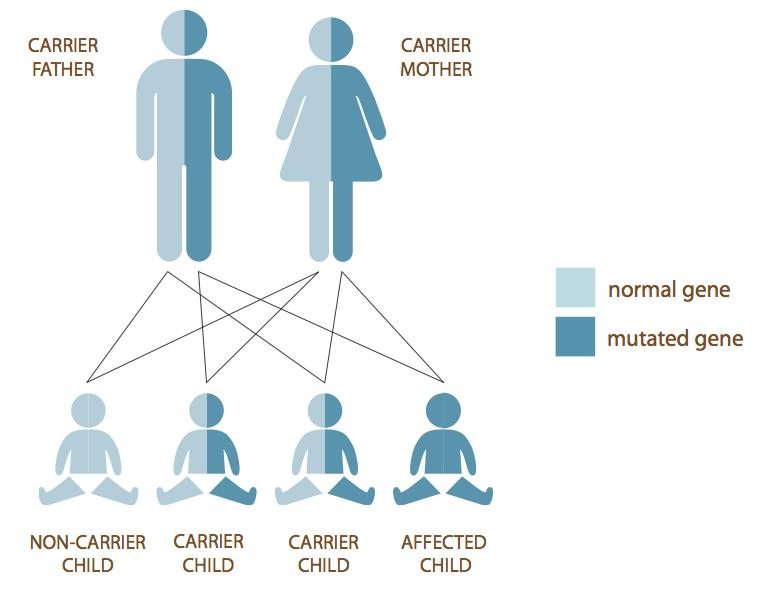 CARRIER
FATHER
CARRIER
MOTHER
normal gene
mutated gene
NON-CARRIER
CHILD
CARRIER
CHILD
CARRIER
CHILD
AFFECTED
CHILD